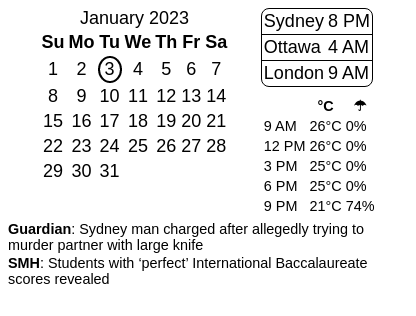 January 2023
Su Mo Tu We Th Fr Sa
1 2 3 4 5 6 7
8 9 10 11 12 13 14
15 16 17 18 19 20 21
22 23 24 25 26 27 28
29 30 31
Sydney 8 PM
Ottawa 4 AM
London 9 AM
°C ☂
9 AM 26°C 0%
12 PM 26°C 0%
3 PM 25°C 0%
6 PM 25°C 0%
9 PM 21°C 74%
Guardian: Sydney man charged after allegedly trying to
murder partner with large knife
SMH: Students with ‘perfect’ International Baccalaureate
scores revealed